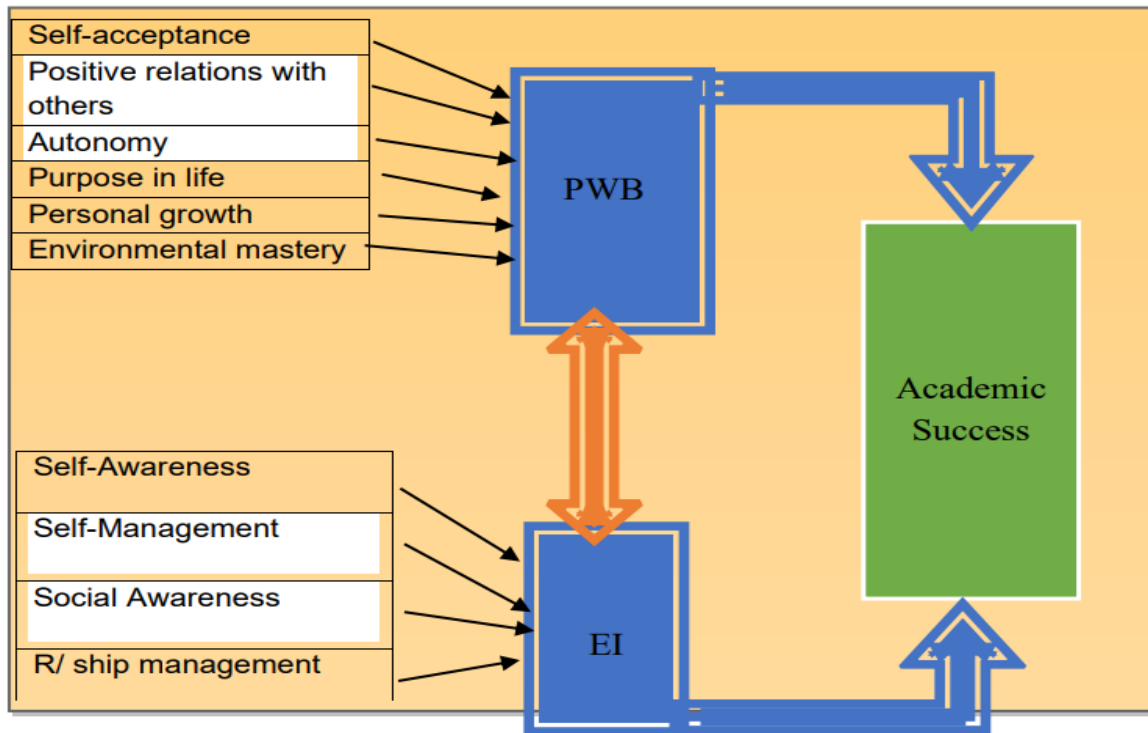 Self-acceptance
Positive relations with
others
Autonomy
Purpose in life
Personal growth
Environmental mastery
PWB
Academic
Success
Self-Awareness
Self-Management
Social Awareness
R/ ship management
EI